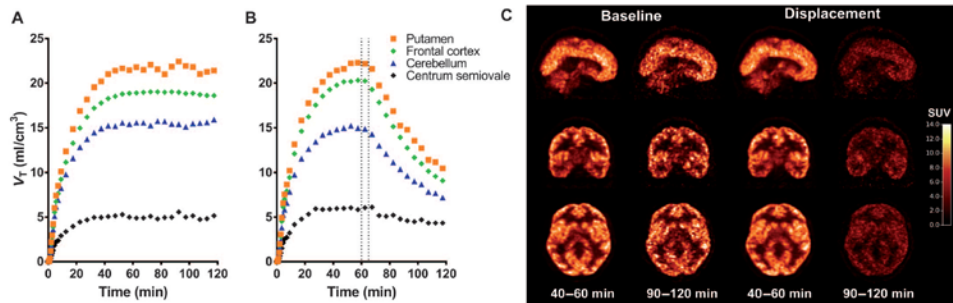 A
V_T (ml/cm³)
25
20
15
10
5
0
0 20 40 60 80 100 120
Time (min)
B
25
20
15
10
5
0
0 20 40 60 80 100 120
Time (min)
Putamen
Frontal cortex
Cerebellum
Centrum semiovale
C
Baseline Displacement
SUV
14.0
12.0
10.0
8.0
6.0
4.0
2.0
0.0
40–60 min 90–120 min 40–60 min 90–120 min